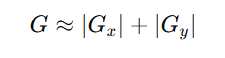 G ≈ |Gₓ| + |Gᵧ|